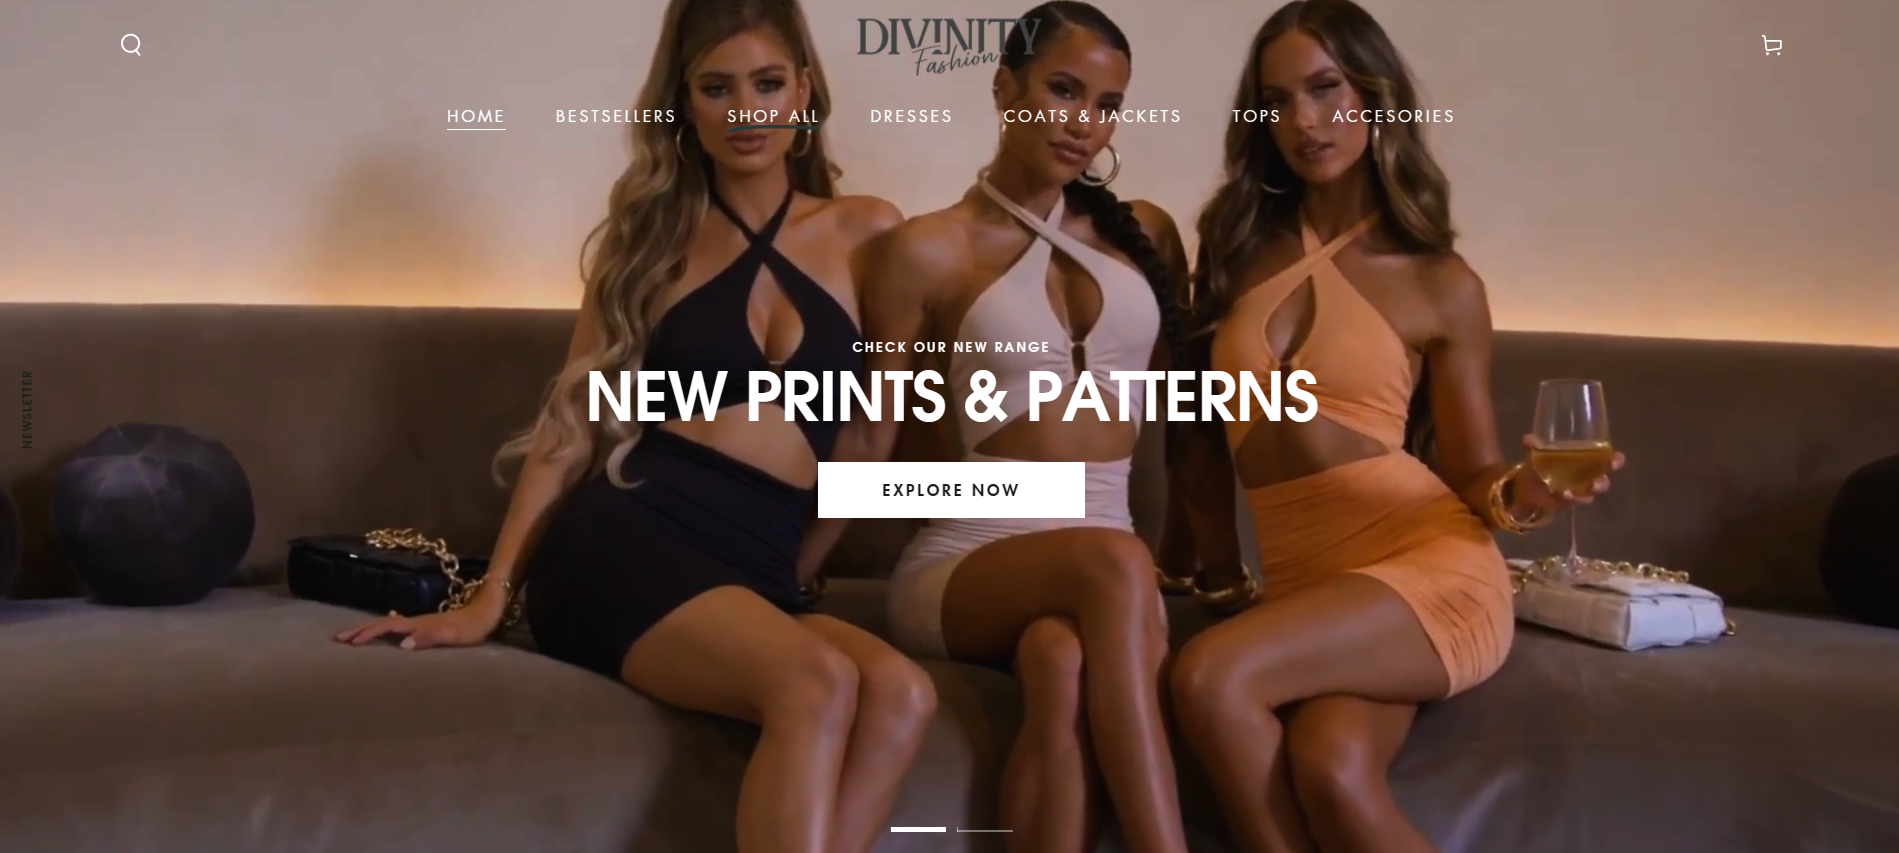 DIVINITY
Fashion
HOME BESTSELLERS SHOP ALL DRESSES COATS & JACKETS TOPS ACCESORIES
CHECK OUR NEW RANGE
NEW PRINTS & PATTERNS
EXPLORE NOW
NEWSLETTER